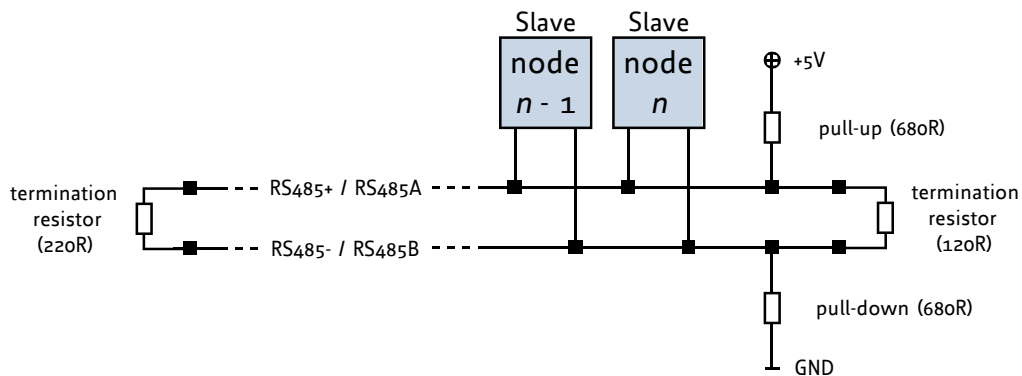 Slave
node
n - 1
Slave
node
n
+5V
pull-up (680R)
termination
resistor
(220R)
RS485+ / RS485A
RS485- / RS485B
termination
resistor
(120R)
pull-down (680R)
GND